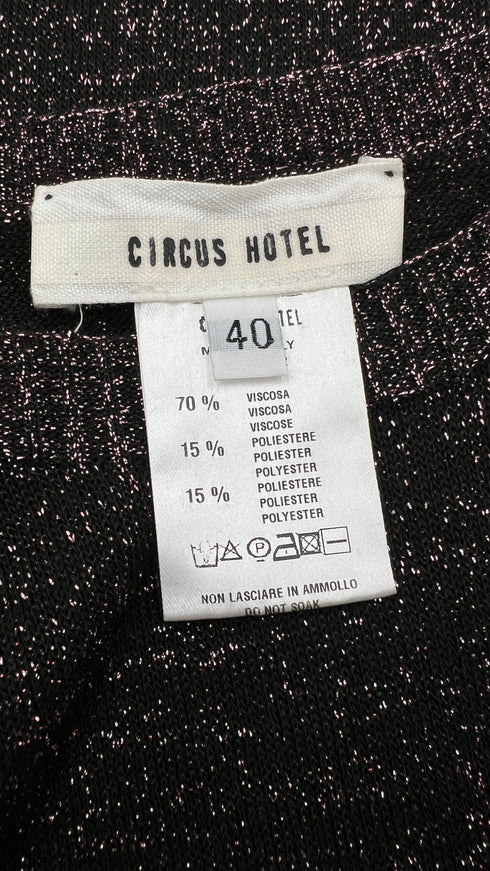 CIRCUS HOTEL
40
70 % VISCOSA
VISCOSA
VISCOSE
15 % POLIESTERE
POLIESTER
POLYESTER
15 % POLIESTERE
POLIESTER
POLYESTER
P
NON LASCIARE IN AMMOLLO
DO NOT SOAK